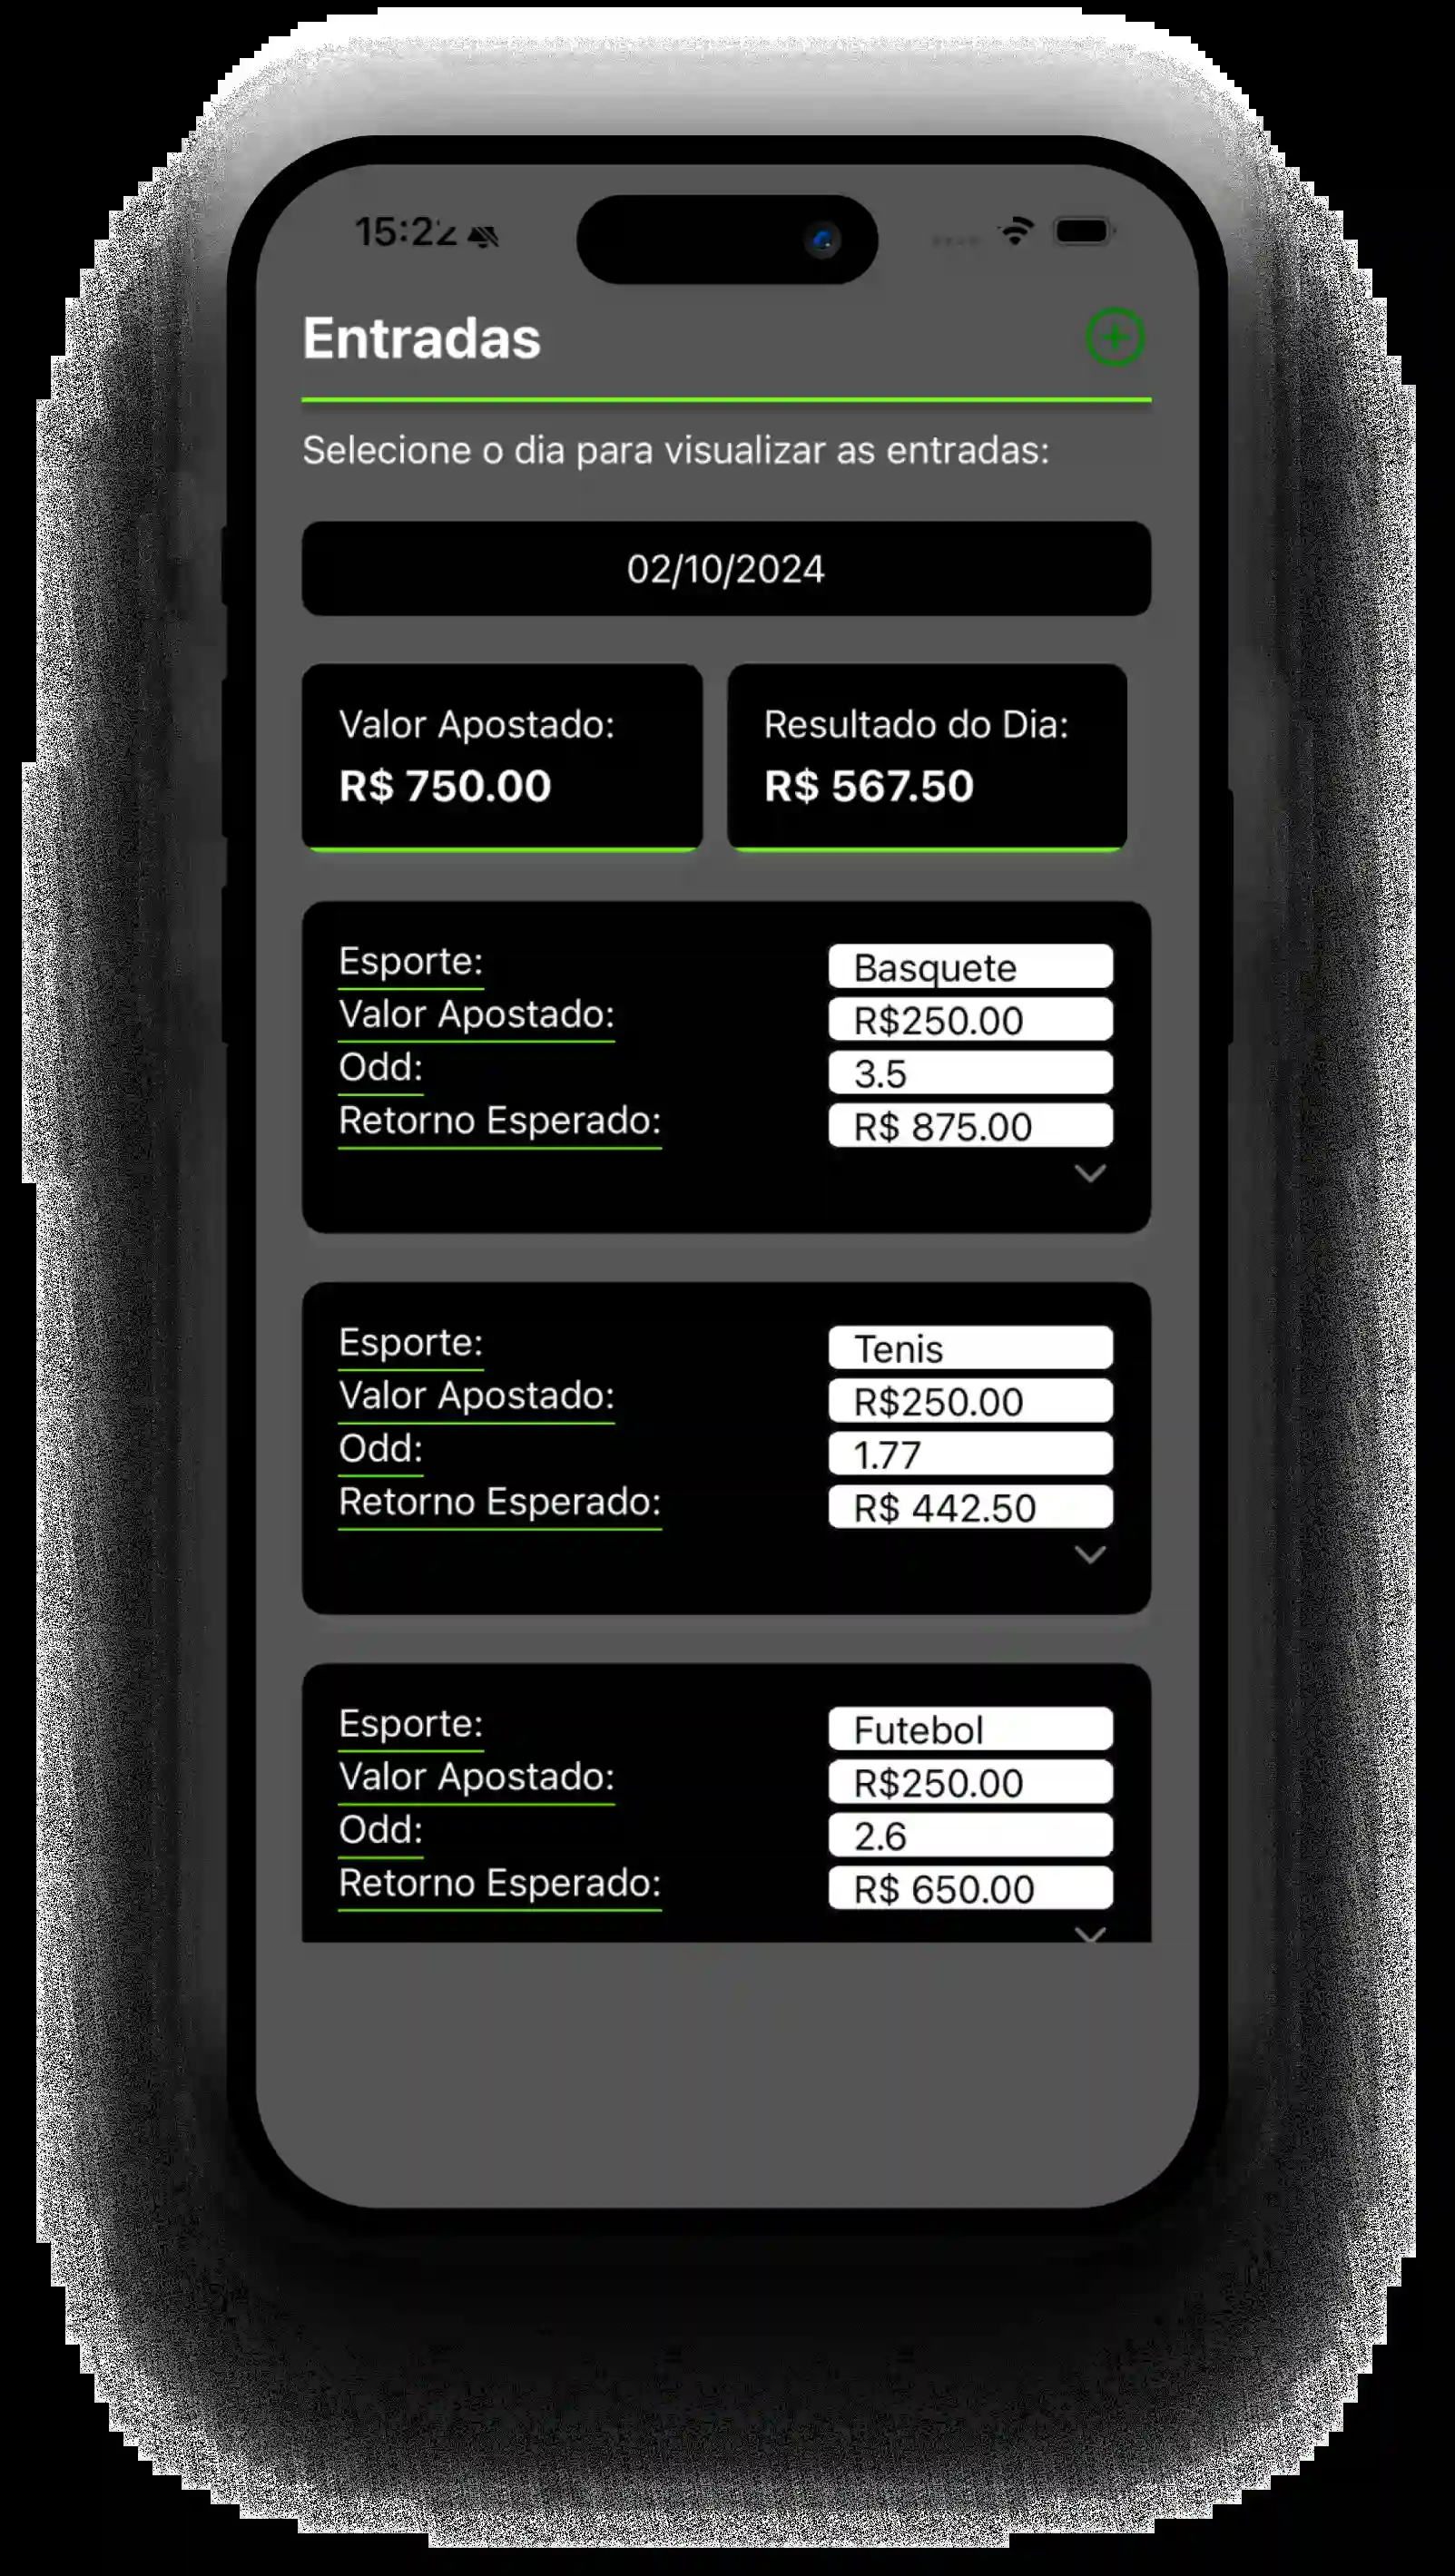 15:22
Entradas
Selecione o dia para visualizar as entradas:
02/10/2024
Valor Apostado:
R$ 750.00
Resultado do Dia:
R$ 567.50
Esporte: Basquete
Valor Apostado: R$250.00
Odd: 3.5
Retorno Esperado: R$ 875.00
Esporte: Tenis
Valor Apostado: R$250.00
Odd: 1.77
Retorno Esperado: R$ 442.50
Esporte: Futebol
Valor Apostado: R$250.00
Odd: 2.6
Retorno Esperado: R$ 650.00